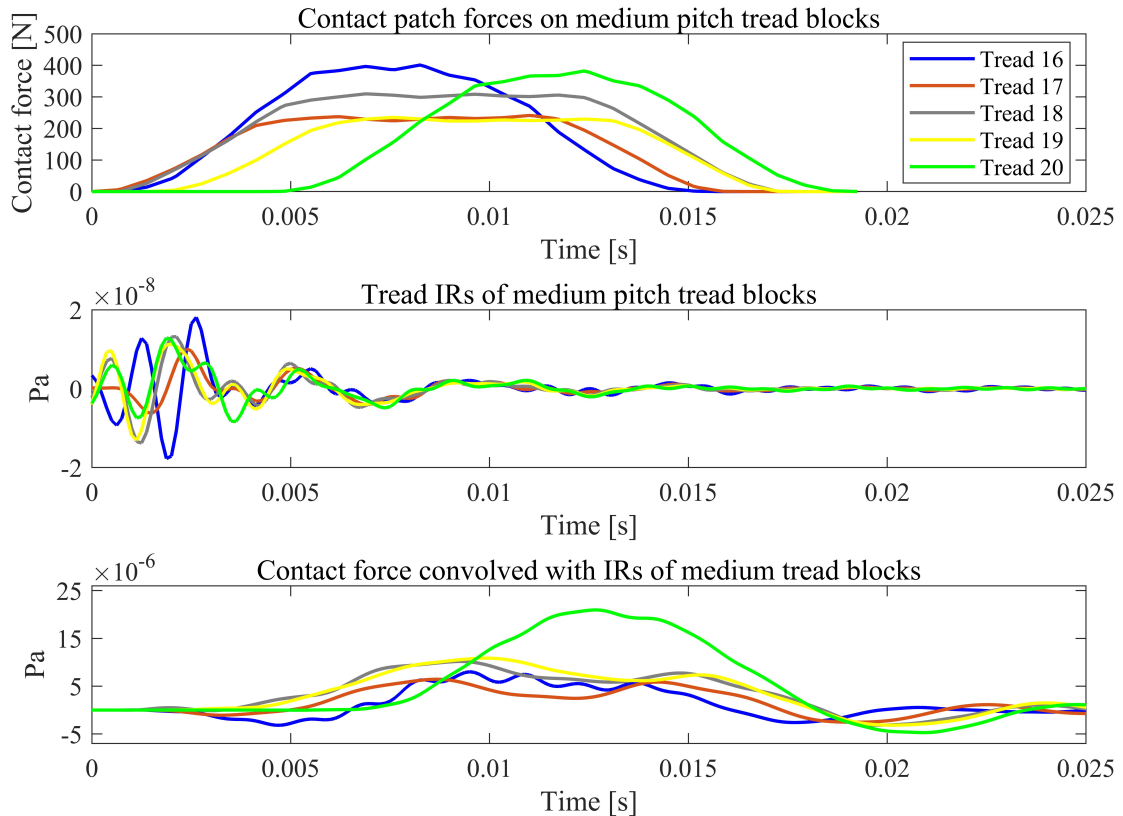 Contact patch forces on medium pitch tread blocks
Contact force [N]
500
400
300
200
100
0
Tread 16
Tread 17
Tread 18
Tread 19
Tread 20
0 0.005 0.01 0.015 0.02 0.025
Time [s]
×10-8
Tread IRs of medium pitch tread blocks
Pa
2
0
-2
0 0.005 0.01 0.015 0.02 0.025
Time [s]
×10-6
Contact force convolved with IRs of medium tread blocks
Pa
25
15
5
-5
0 0.005 0.01 0.015 0.02 0.025
Time [s]